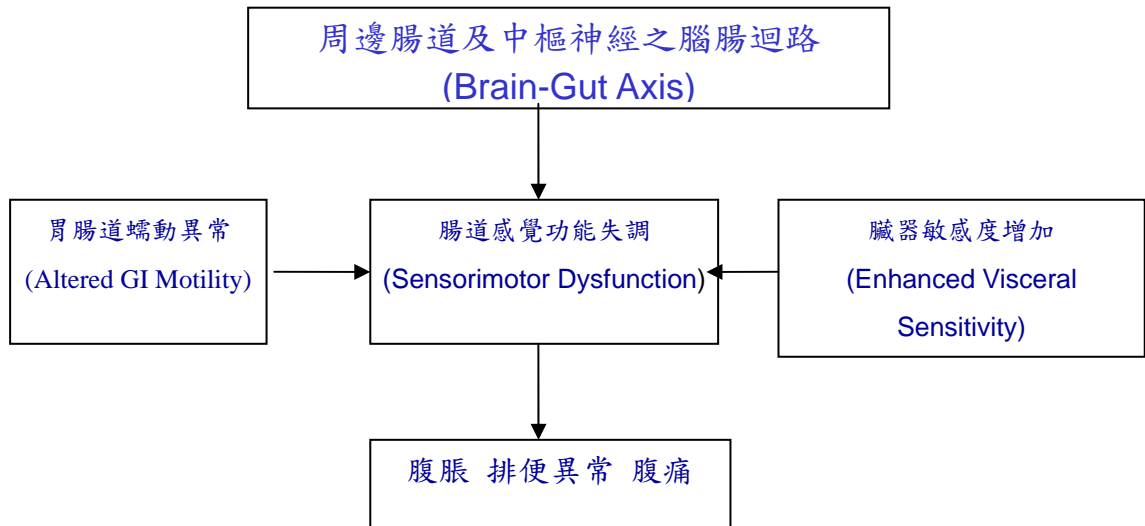 周邊腸道及中樞神經之腦腸迴路
(Brain-Gut Axis)
胃腸道蠕動異常
(Altered GI Motility)
腸道感覺功能失調
(Sensorimotor Dysfunction)
臟器敏感度增加
(Enhanced Visceral
Sensitivity)
腹脹 排便異常 腹痛